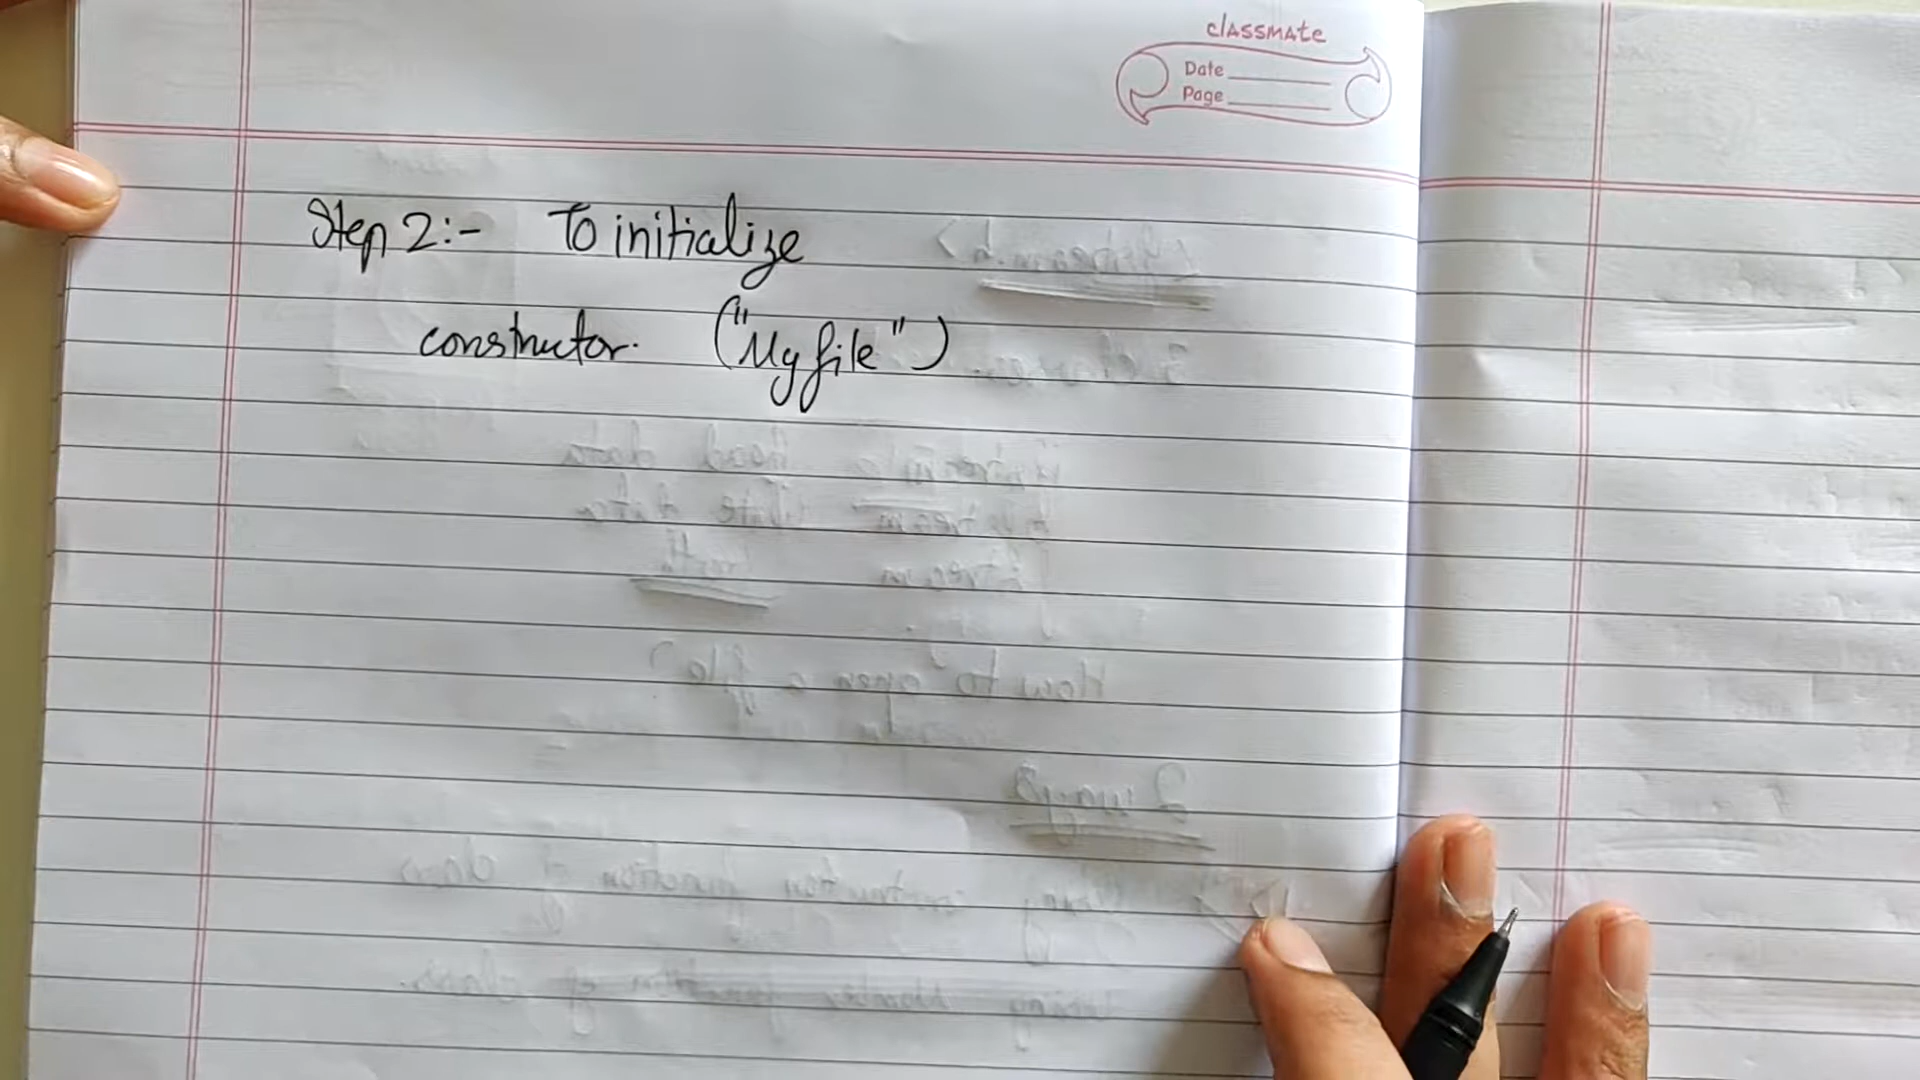 classmate
Date
Page
Step 2:- To initialize
constructor. ("Myfile")